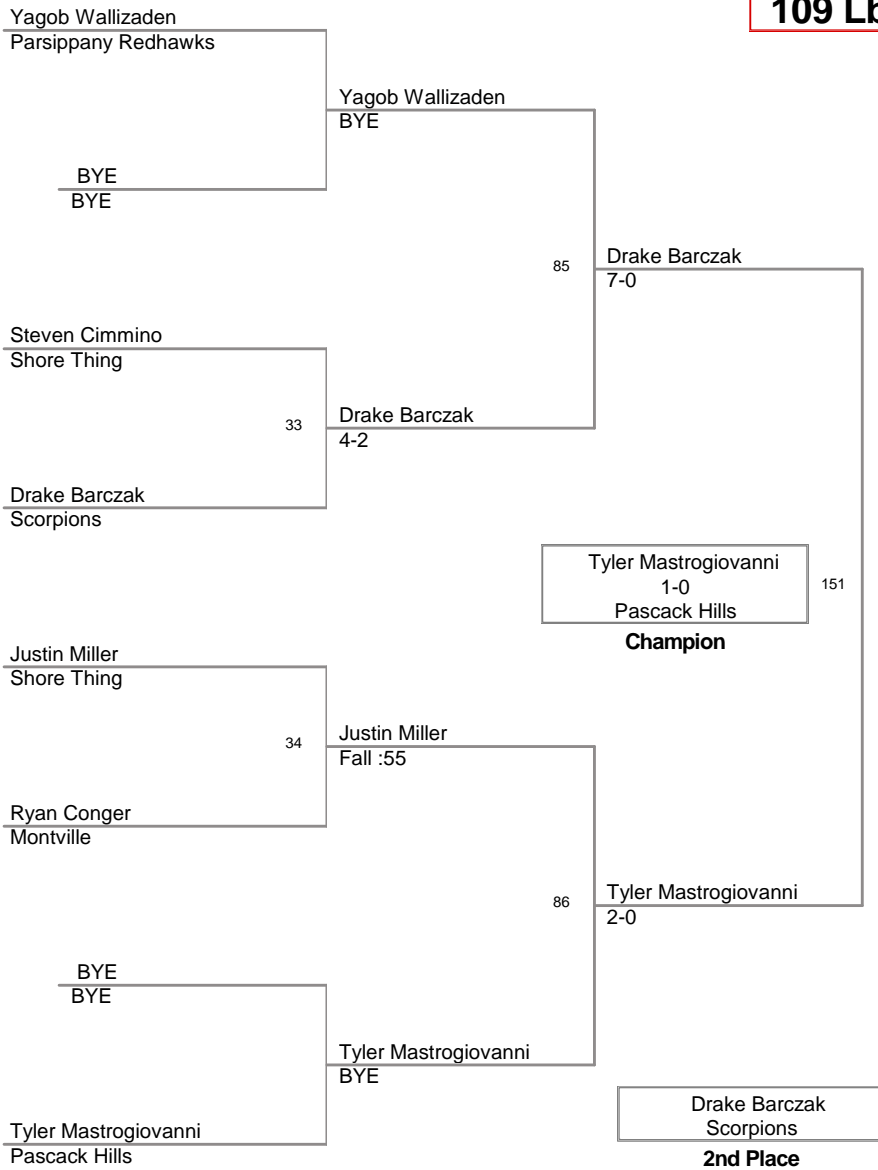 109 Lb
Yagob Wallizaden
Parsippany Redhawks
Yagob Wallizaden
BYE
BYE
BYE
85
Drake Barczak
7-0
Steven Cimmino
Shore Thing
33
Drake Barczak
4-2
Drake Barczak
Scorpions
Tyler Mastrogiovanni
1-0
Pascack Hills
151
Champion
Justin Miller
Shore Thing
34
Justin Miller
Fall :55
Ryan Conger
Montville
86
Tyler Mastrogiovanni
2-0
BYE
BYE
Tyler Mastrogiovanni
BYE
Tyler Mastrogiovanni
Pascack Hills
Drake Barczak
Scorpions
2nd Place